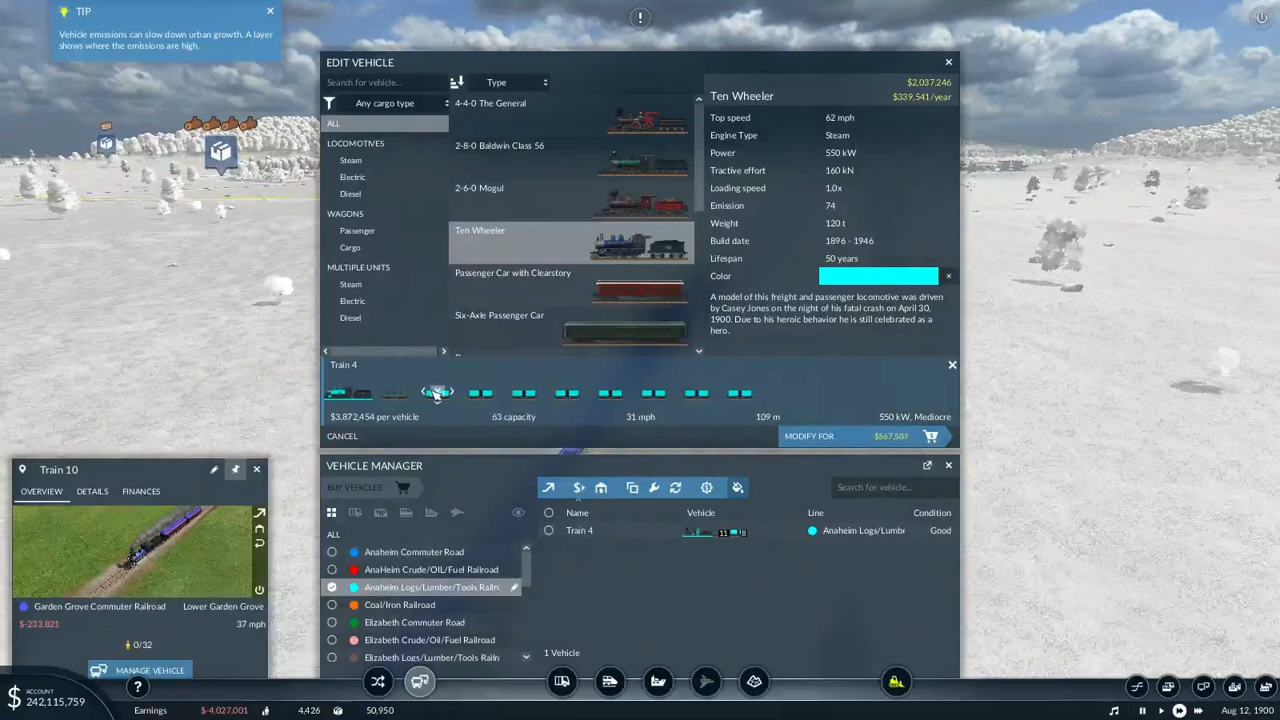 TIP
Vehicle emissions can slow down urban growth. A layer
shows where the emissions are high.
EDIT VEHICLE
Search for vehicle...
Type
Any cargo type
ALL
LOCOMOTIVES
Steam
Electric
Diesel
WAGONS
Passenger
Cargo
MULTIPLE UNITS
Steam
Electric
Diesel
4-4-0 The General
2-8-0 Baldwin Class 56
2-6-0 Mogul
Ten Wheeler
Passenger Car with Clearstory
Six-Axle Passenger Car
$2,037,246
Ten Wheeler
$339,541/year
Top speed 62 mph
Engine Type Steam
Power 550 kW
Tractive effort 160 kN
Loading speed 1.0x
Emission 74
Weight 120 t
Build date 1896 - 1946
Lifespan 50 years
Color
A model of this freight and passenger locomotive was driven
by Casey Jones on the night of his fatal crash on April 30,
1900. Due to his heroic behavior he is still celebrated as a
hero.
Train 4
$3,872,454 per vehicle 63 capacity 31 mph 109 m 550 kW, Mediocre
CANCEL
MODIFY FOR $567,509
Train 10
OVERVIEW DETAILS FINANCES
Garden Grove Commuter Railroad Lower Garden Grove
$-233,821 37 mph
0/32
MANAGE VEHICLE
VEHICLE MANAGER
BUY VEHICLES
Search for vehicle...
ALL
Anaheim Commuter Road
AnaHeim Crude/OIL/Fuel Railroad
Anaheim Logs/Lumber/Tools Railro
Coal/Iron Railroad
Elizabeth Commuter Road
Elizabeth Crude/Oil/Fuel Railroad
Elizabeth Logs/Lumber/Tools Railro
Name Vehicle Line Condition
Train 4 11 8 Anaheim Logs/Lumbe Good
1 Vehicle
$ ACCOUNT
242,115,759
?
Earnings $-4,027,001 4,426 50,950
Aug 12, 1900